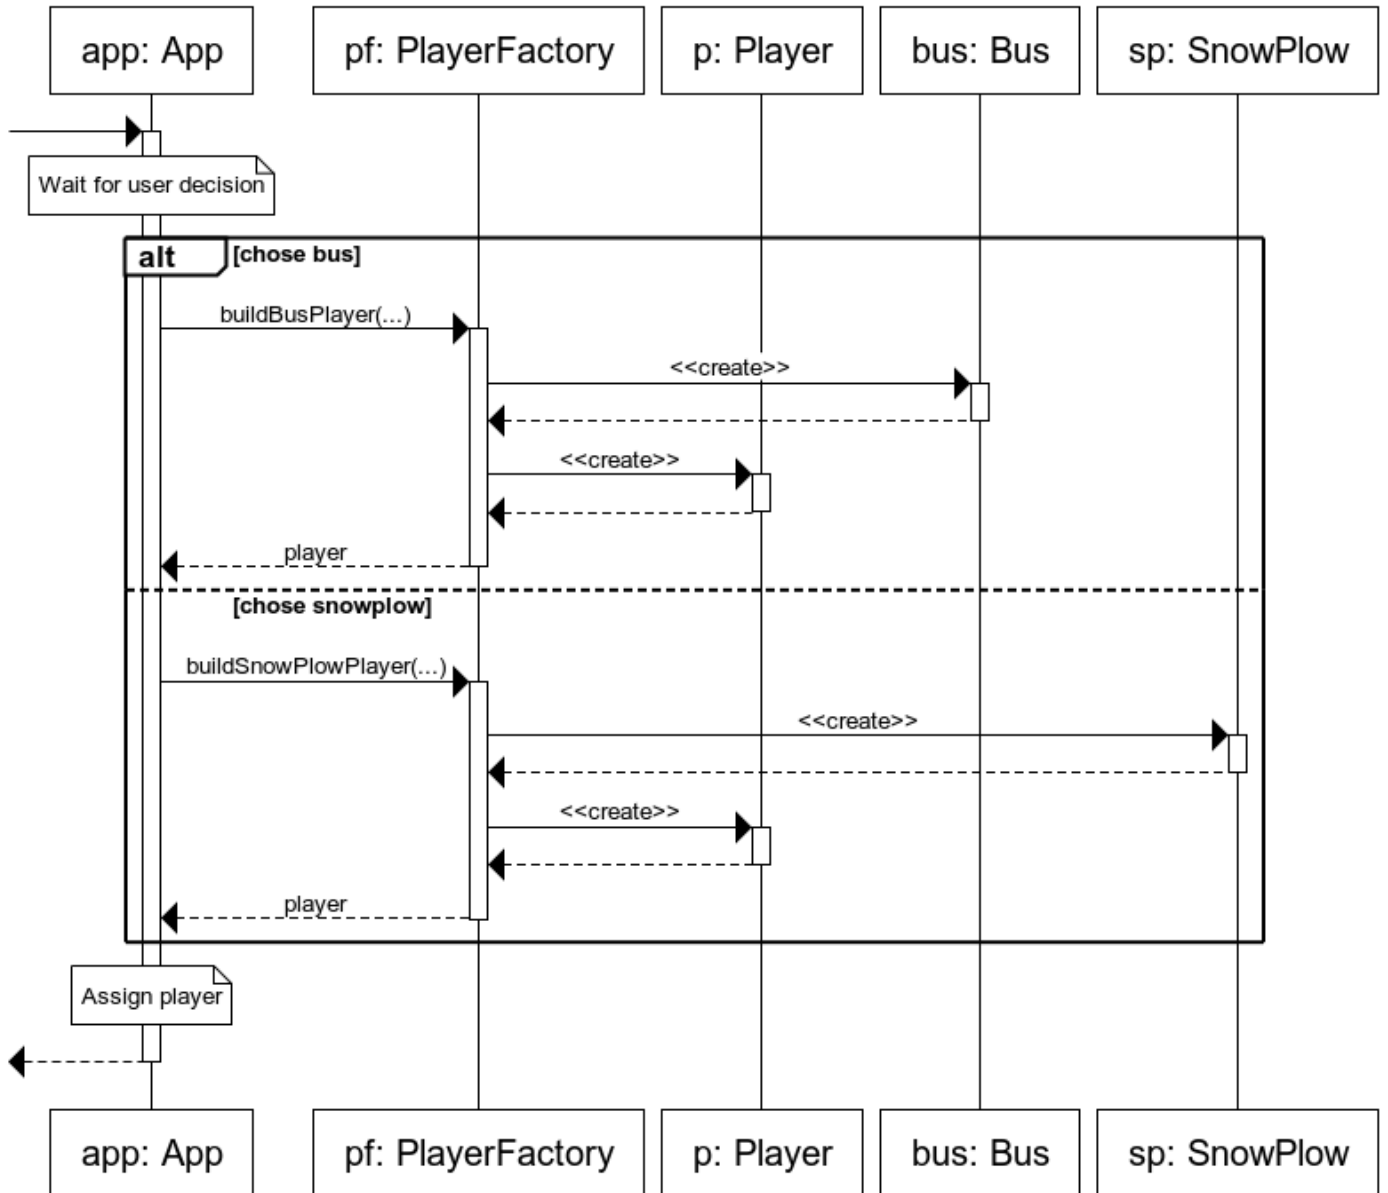 app: App
pf: PlayerFactory
p: Player
bus: Bus
sp: SnowPlow
Wait for user decision
alt
[chose bus]
buildBusPlayer(...)
<<create>>
<<create>>
player
[chose snowplow]
buildSnowPlowPlayer(...)
<<create>>
<<create>>
player
Assign player
app: App
pf: PlayerFactory
p: Player
bus: Bus
sp: SnowPlow